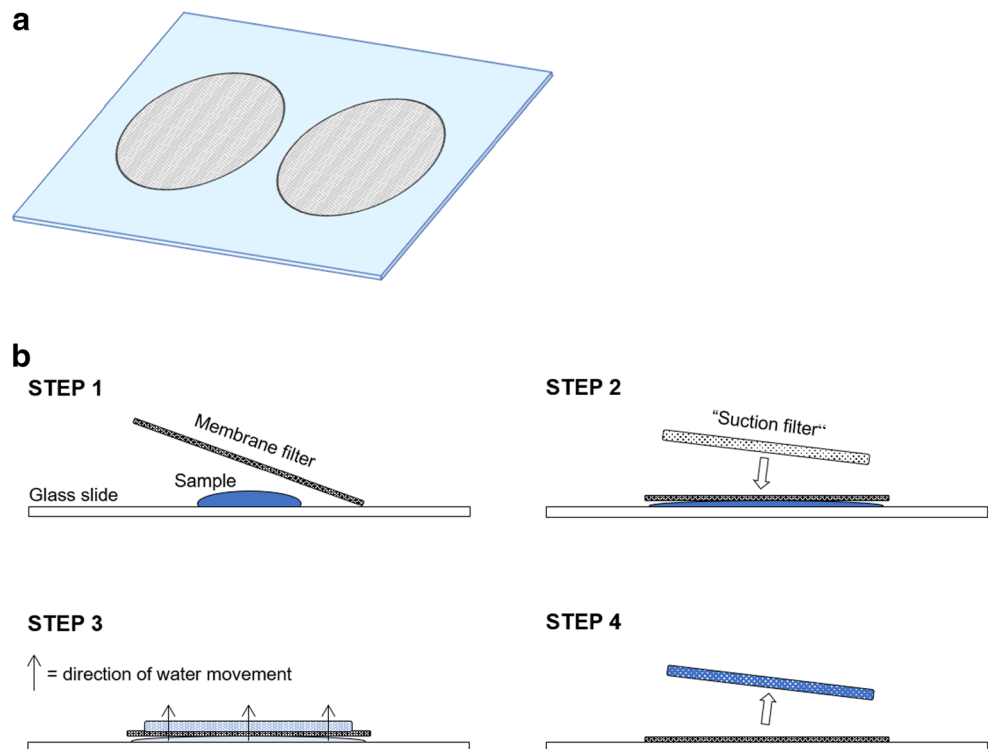 a
b
STEP 1
Membrane filter
Sample
Glass slide
STEP 2
"Suction filter“
STEP 3
= direction of water movement
STEP 4